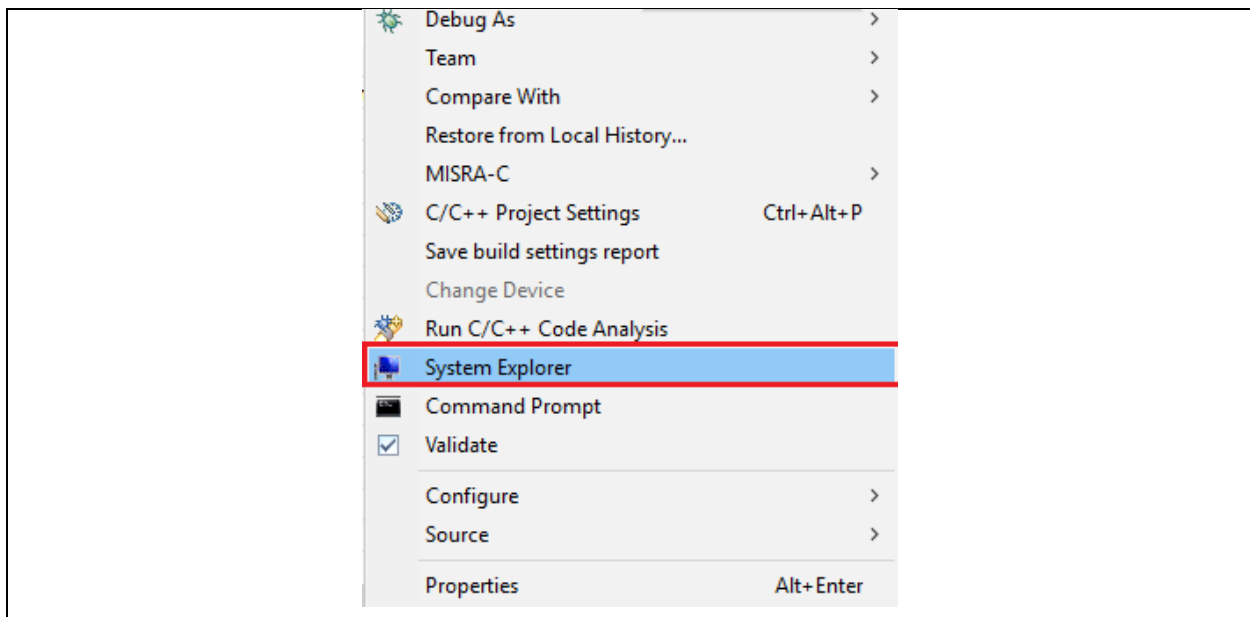 Debug As
Team
Compare With
Restore from Local History...
MISRA-C
C/C++ Project Settings Ctrl+Alt+P
Save build settings report
Change Device
Run C/C++ Code Analysis
System Explorer
Command Prompt
Validate
Configure
Source
Properties Alt+Enter